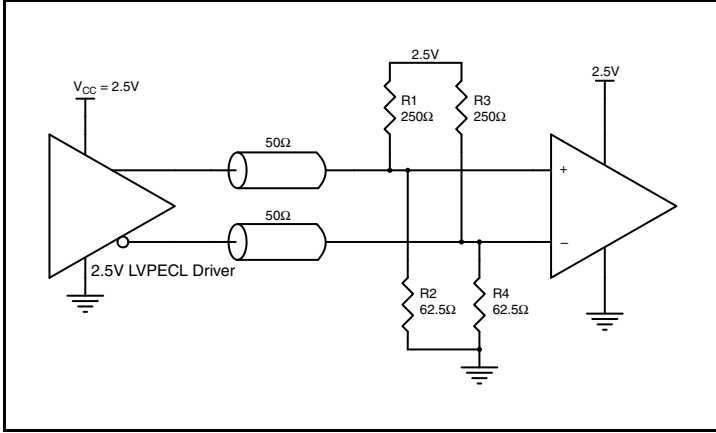 2.5V
V_CC = 2.5V
2.5V
R1
250Ω
R3
250Ω
50Ω
+
50Ω
–
2.5V LVPECL Driver
R2
62.5Ω
R4
62.5Ω